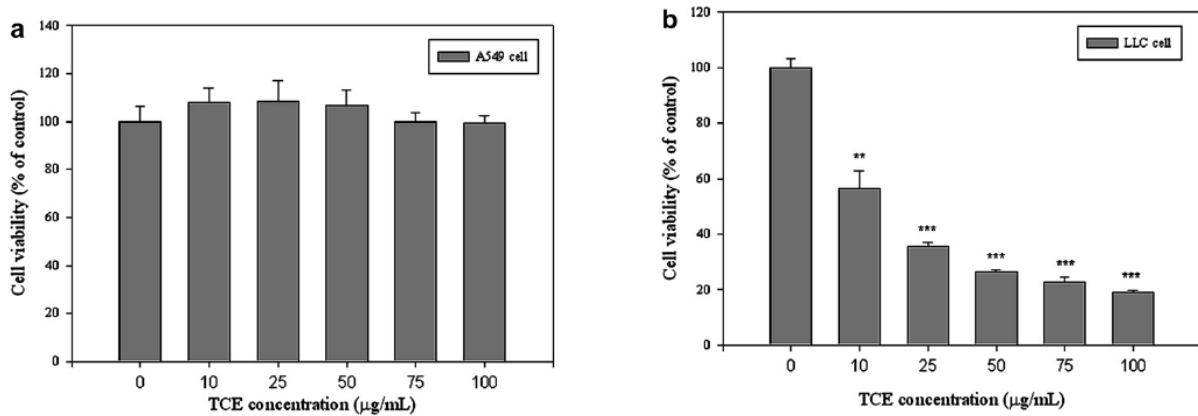 a
140
120
100
80
60
40
20
0
Cell viability (% of control)
A549 cell
0 10 25 50 75 100
TCE concentration (μg/mL)
b
120
100
80
60
40
20
0
Cell viability (% of control)
LLC cell
**
***
***
***
***
0 10 25 50 75 100
TCE concentration (μg/mL)